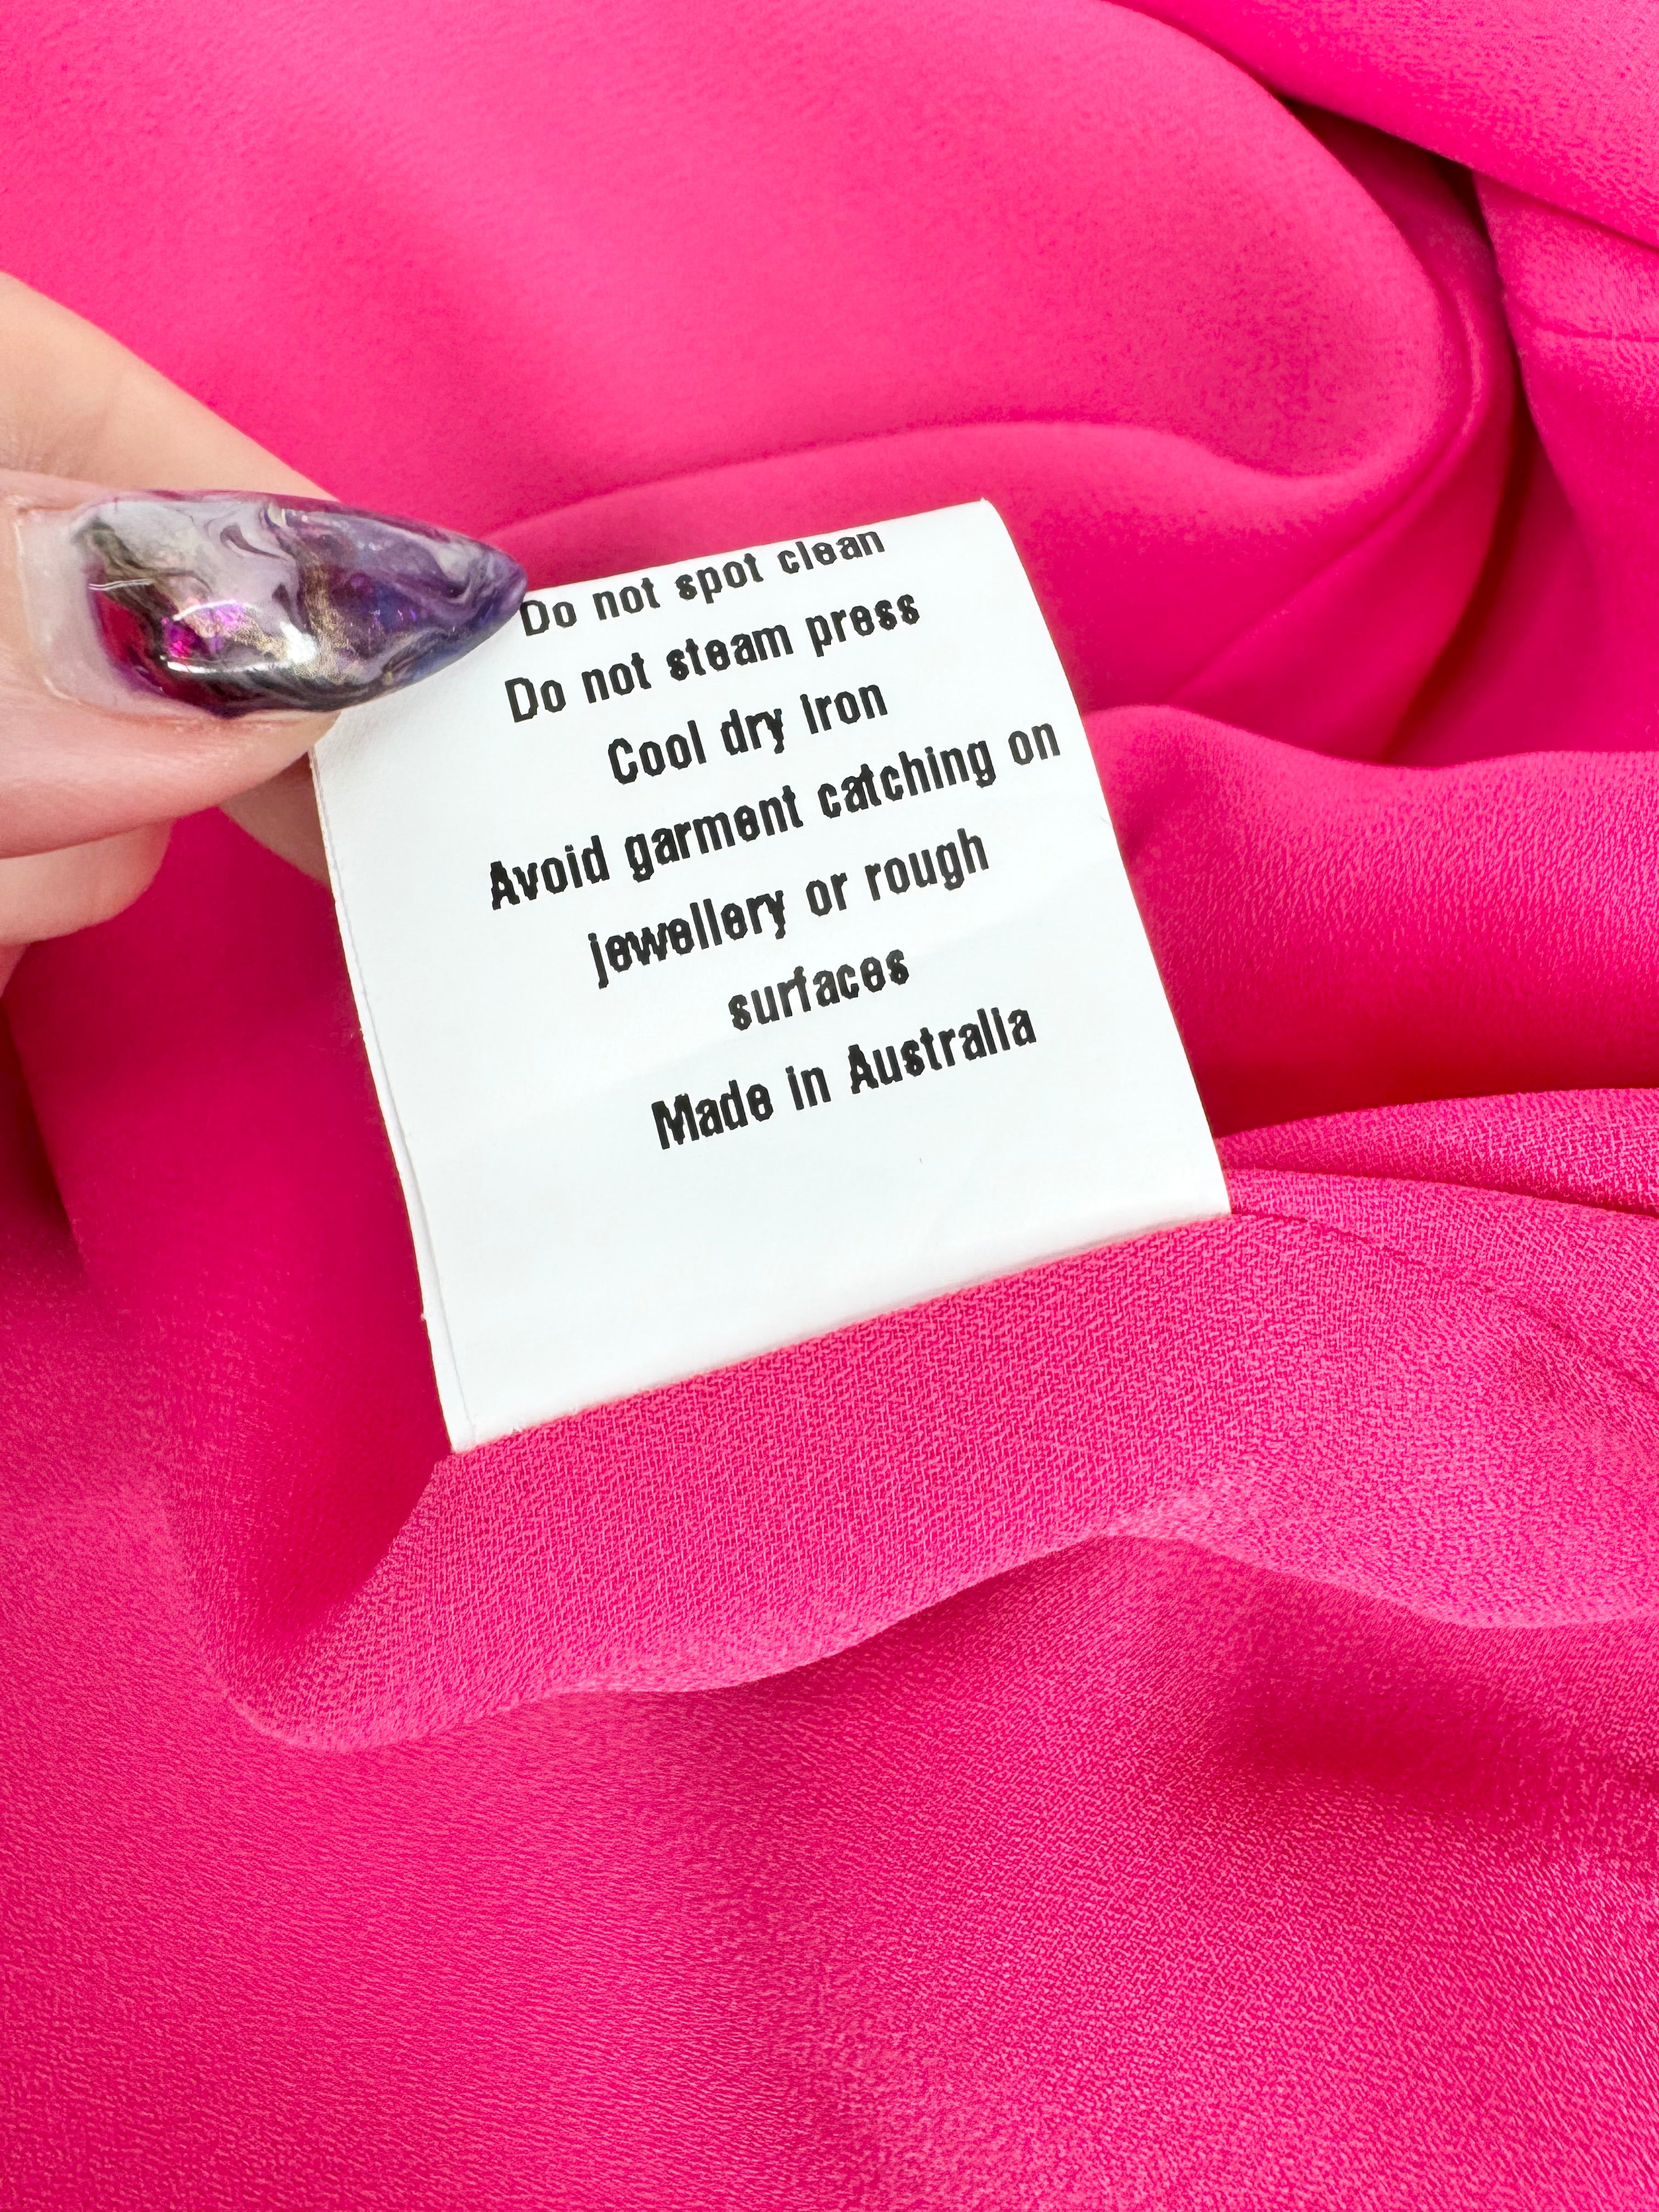 Do not spot clean
Do not steam press
Cool dry iron
Avoid garment catching on
jewellery or rough
surfaces
Made in Australia